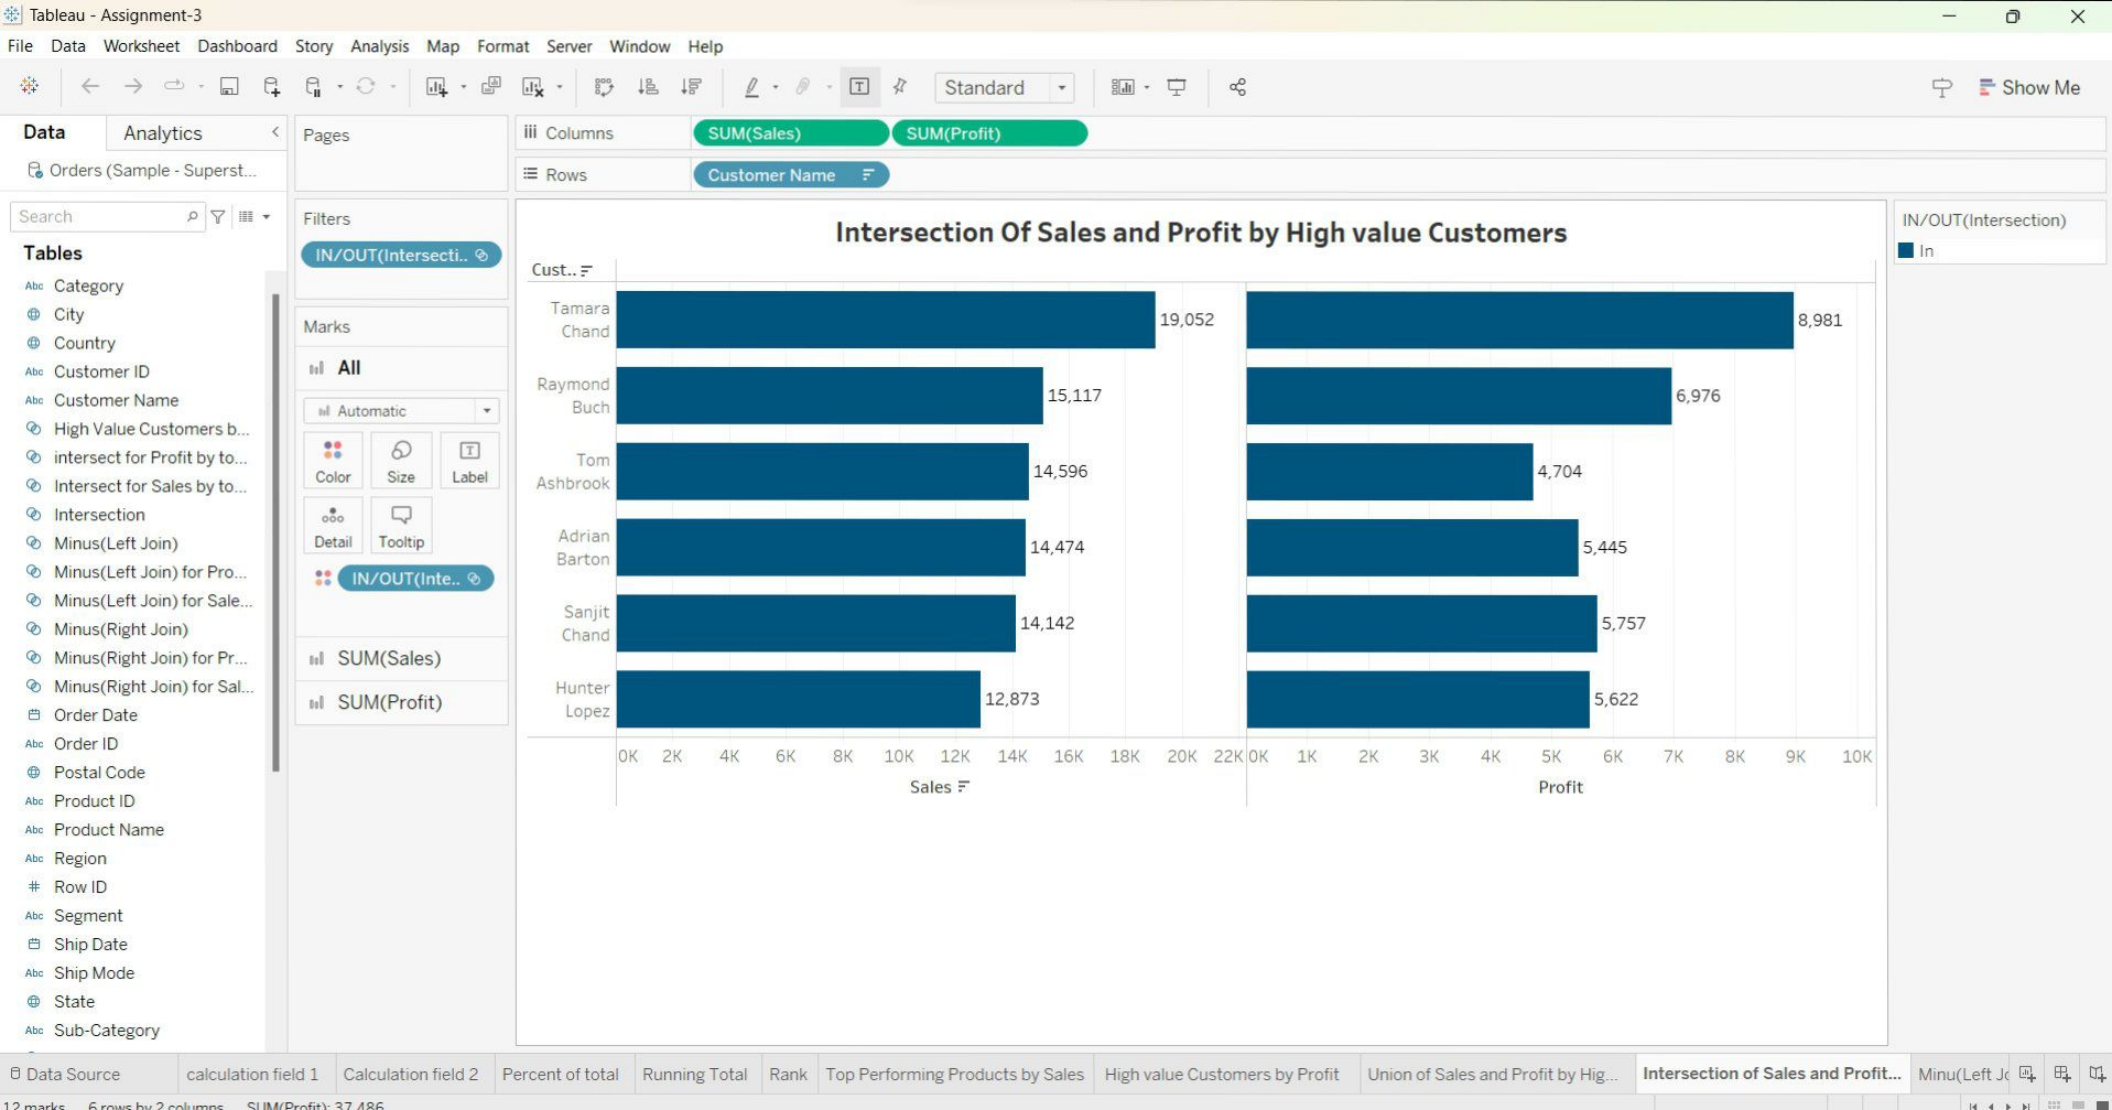 Tableau - Assignment-3
File Data Worksheet Dashboard Story Analysis Map Format Server Window Help
Standard
Show Me
Data
Analytics
Orders (Sample - Superst...
Search
Tables
Abc Category
City
Country
Abc Customer ID
Abc Customer Name
High Value Customers b...
intersect for Profit by to...
Intersect for Sales by to...
Intersection
Minus(Left Join)
Minus(Left Join) for Pro...
Minus(Left Join) for Sale...
Minus(Right Join)
Minus(Right Join) for Pr...
Minus(Right Join) for Sal...
Order Date
Abc Order ID
Postal Code
Abc Product ID
Abc Product Name
Abc Region
# Row ID
Abc Segment
Ship Date
Abc Ship Mode
State
Abc Sub-Category
Pages
Filters
IN/OUT(Intersecti..
Marks
All
Automatic
Color Size Label
Detail Tooltip
IN/OUT(Inte..
SUM(Sales)
SUM(Profit)
Columns SUM(Sales) SUM(Profit)
Rows Customer Name
Intersection Of Sales and Profit by High value Customers
Cust..
Tamara Chand 19,052 8,981
Raymond Buch 15,117 6,976
Tom Ashbrook 14,596 4,704
Adrian Barton 14,474 5,445
Sanjit Chand 14,142 5,757
Hunter Lopez 12,873 5,622
0K 2K 4K 6K 8K 10K 12K 14K 16K 18K 20K 22K 0K 1K 2K 3K 4K 5K 6K 7K 8K 9K 10K
Sales Profit
IN/OUT(Intersection)
In
Data Source calculation field 1 Calculation field 2 Percent of total Running Total Rank Top Performing Products by Sales High value Customers by Profit Union of Sales and Profit by Hig... Intersection of Sales and Profit... Minu(Left Jo
12 marks 6 rows by 2 columns SUM(Profit): 37,486